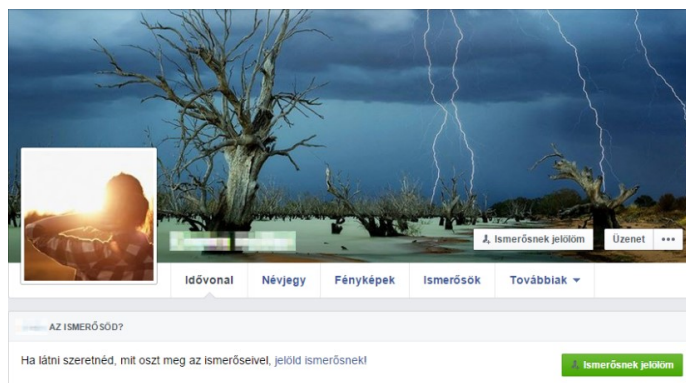 Ismerősnek jelölöm Üzenet
Idővonal Névjegy Fényképek Ismerősök Továbbiak
AZ ISMERŐSÖD?
Ha látni szeretnéd, mit oszt meg az ismerőseivel, jelöld ismerősnek!
Ismerősnek jelölöm